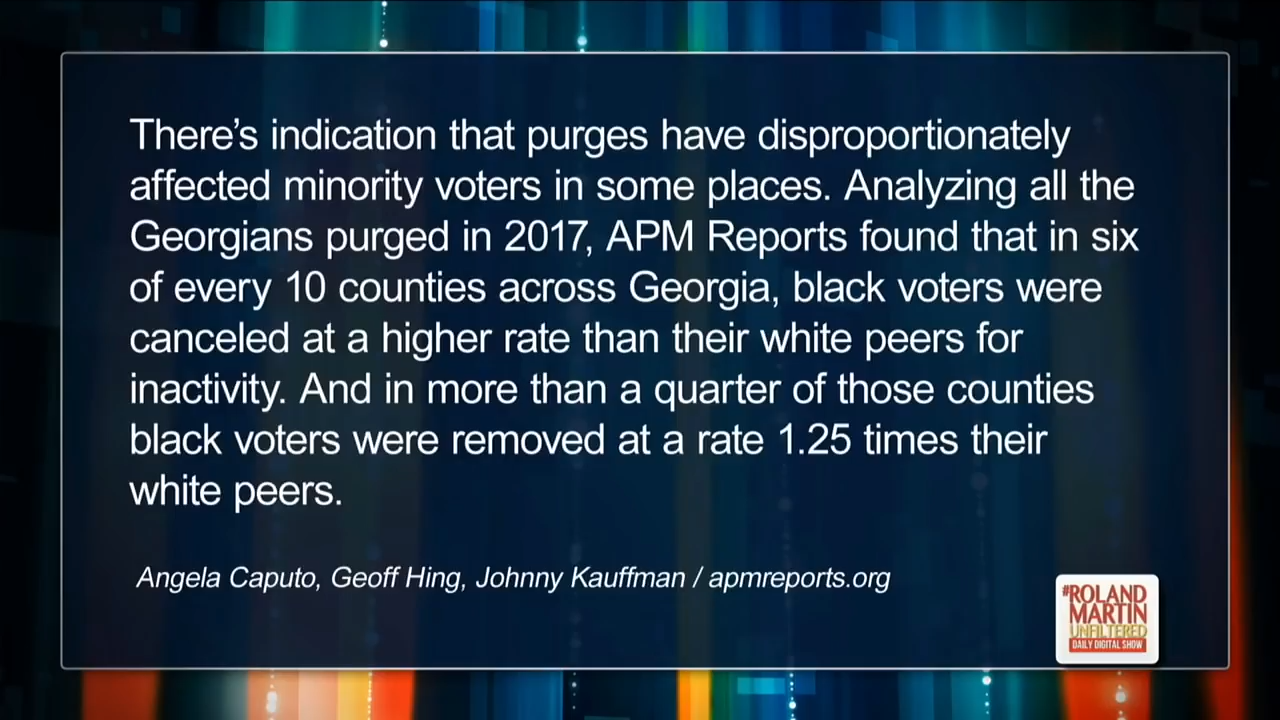 There's indication that purges have disproportionately
affected minority voters in some places. Analyzing all the
Georgians purged in 2017, APM Reports found that in six
of every 10 counties across Georgia, black voters were
canceled at a higher rate than their white peers for
inactivity. And in more than a quarter of those counties
black voters were removed at a rate 1.25 times their
white peers.
Angela Caputo, Geoff Hing, Johnny Kauffman / apmreports.org
#ROLAND
MARTIN
UNFILTERED
DAILY DIGITAL SHOW